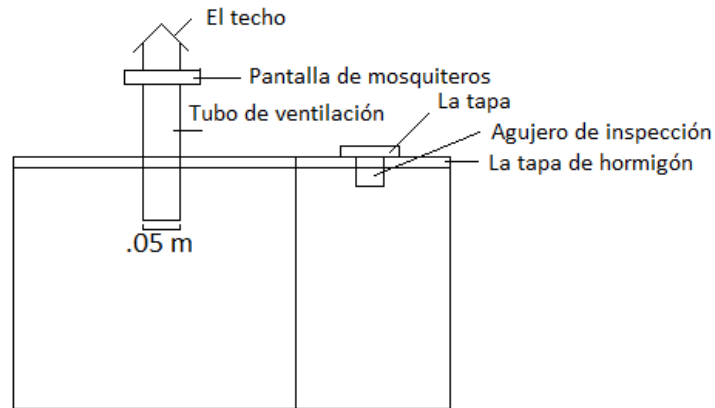 El techo
Pantalla de mosquiteros
La tapa
Tubo de ventilación
Agujero de inspección
La tapa de hormigón
.05 m